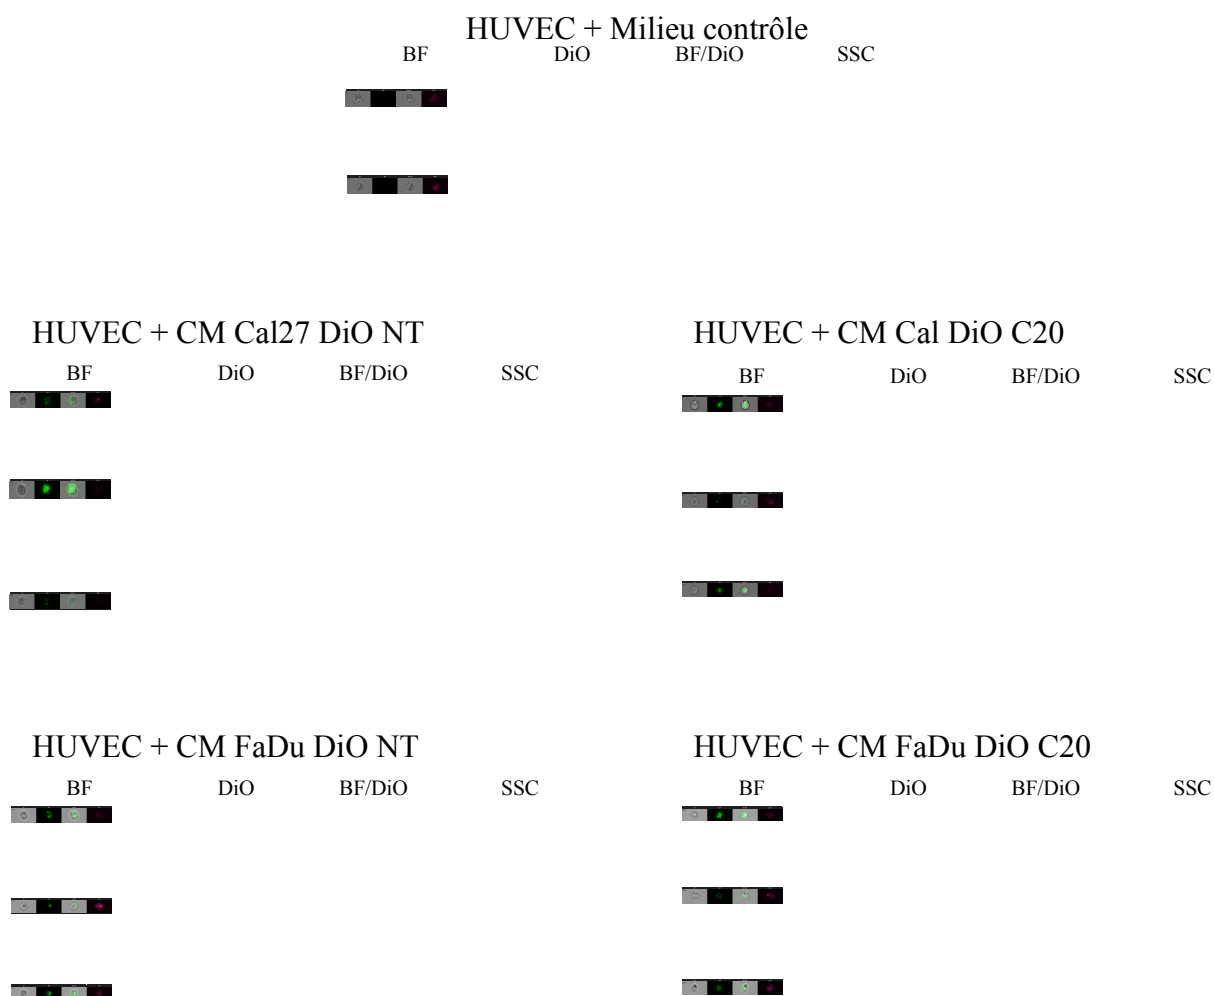 HUVEC + Milieu contrôle
BF DiO BF/DiO SSC
HUVEC + CM Cal27 DiO NT
BF DiO BF/DiO SSC
HUVEC + CM Cal DiO C20
BF DiO BF/DiO SSC
HUVEC + CM FaDu DiO NT
BF DiO BF/DiO SSC
HUVEC + CM FaDu DiO C20
BF DiO BF/DiO SSC